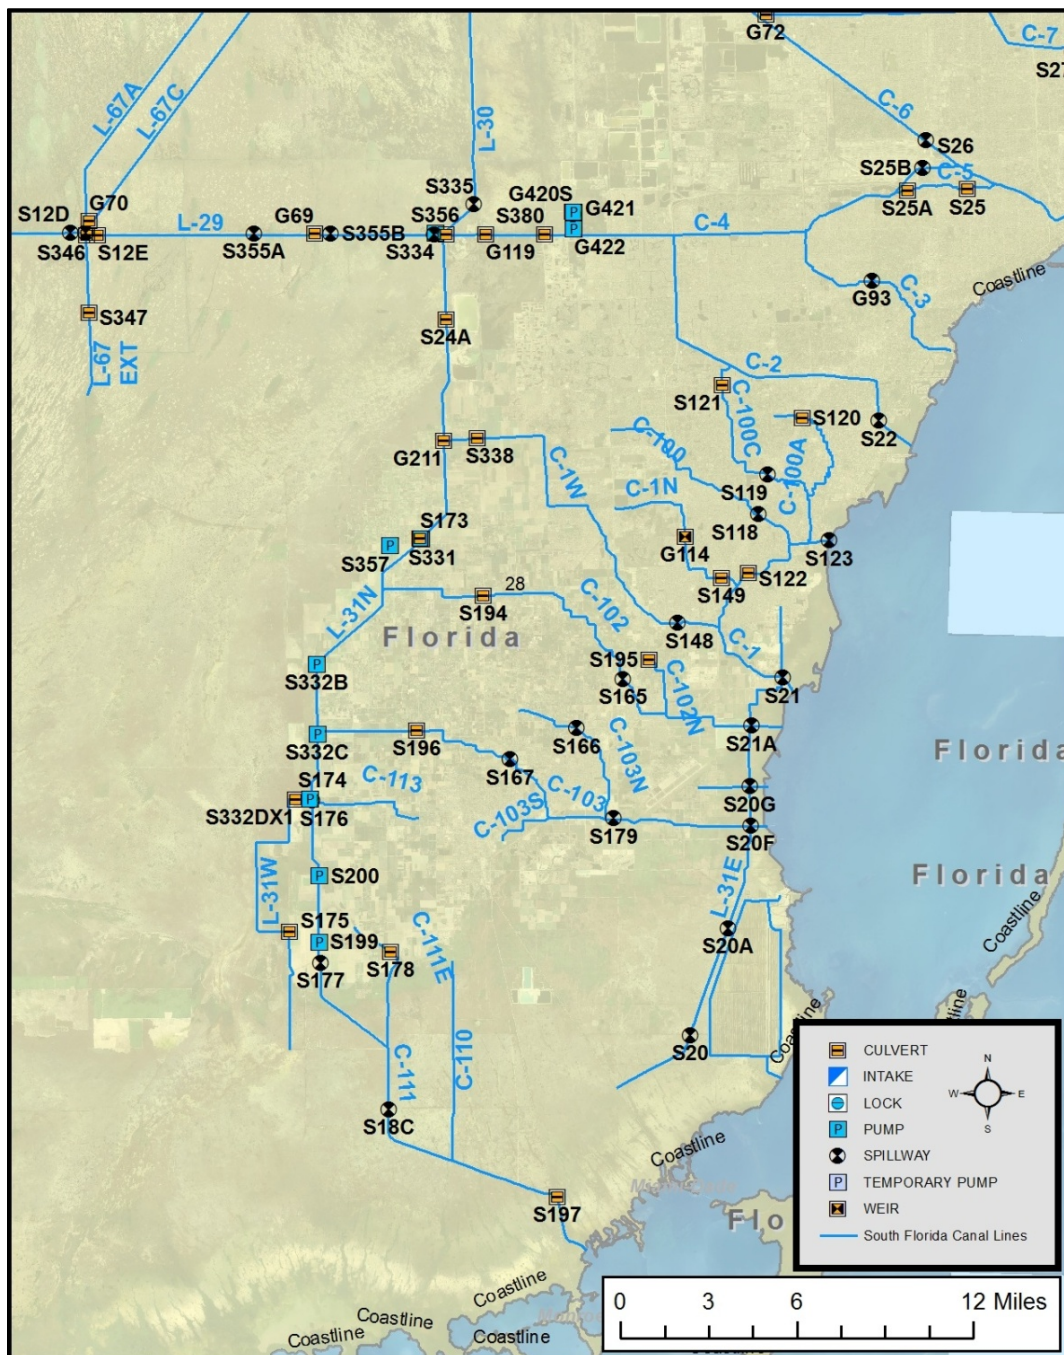 G72
C-7
S27
L-67A
L-67C
L-30
C-6
S26
S25B
C-5
S335
G420S
G421
S25A
S25
S12D
G70
L-29
G69
S356
S380
C-4
G422
S346
S12E
S355A
S355B
S334
G119
Coastline
G93
C-3
S347
S24A
L-67
EXT
C-2
S121
C-100C
S120
S22
C-100
G211
S338
C-1W
C-100A
S119
C-1N
S118
S173
S331
S357
G114
S123
S122
S149
28
S194
C-102
L-31N
Florida
S148
C-1
S195
S165
C-102N
S21
S332B
S21A
S332C
S196
S166
C-103N
Florida
S174
C-113
S167
S20G
S332DX1
S176
C-103S
C-103
S179
S20F
Florida
S200
L-31W
L-31E
S175
C-111E
Coastline
S199
S20A
S178
S177
Coastline
astline
S20
C-110
C-111
S18C
Coastline
S197
Flo
Coastline
Coastline
Coastline
Coastline
CULVERT
INTAKE
LOCK
P PUMP
SPILLWAY
P TEMPORARY PUMP
WEIR
South Florida Canal Lines
N
W E
S
0 3 6 12 Miles